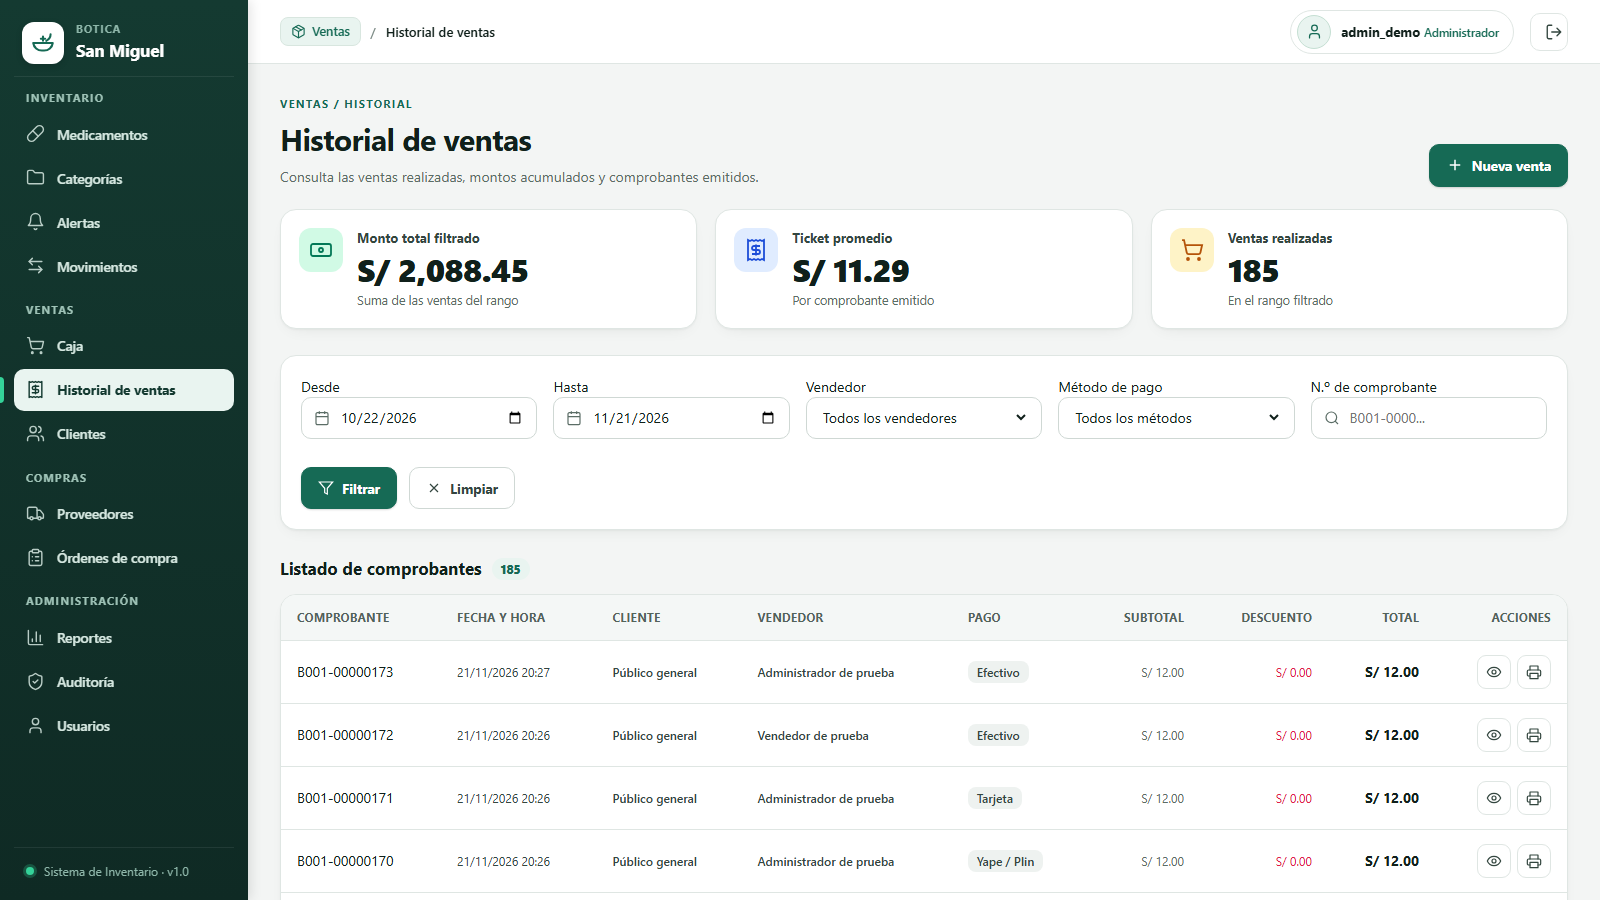 BOTICA
San Miguel
INVENTARIO
Medicamentos
Categorías
Alertas
Movimientos
VENTAS
Caja
Historial de ventas
Clientes
COMPRAS
Proveedores
Órdenes de compra
ADMINISTRACIÓN
Reportes
Auditoría
Usuarios
Sistema de Inventario · v1.0
Ventas / Historial de ventas
admin_demo Administrador
VENTAS / HISTORIAL
Historial de ventas
Consulta las ventas realizadas, montos acumulados y comprobantes emitidos.
Nueva venta
Monto total filtrado
S/ 2,088.45
Suma de las ventas del rango
Ticket promedio
S/ 11.29
Por comprobante emitido
Ventas realizadas
185
En el rango filtrado
Desde Hasta Vendedor Método de pago N.º de comprobante
10/22/2026 11/21/2026 Todos los vendedores Todos los métodos B001-0000...
Filtrar Limpiar
Listado de comprobantes 185
COMPROBANTE FECHA Y HORA CLIENTE VENDEDOR PAGO SUBTOTAL DESCUENTO TOTAL ACCIONES
B001-00000173 21/11/2026 20:27 Público general Administrador de prueba Efectivo S/ 12.00 S/ 0.00 S/ 12.00
B001-00000172 21/11/2026 20:26 Público general Vendedor de prueba Efectivo S/ 12.00 S/ 0.00 S/ 12.00
B001-00000171 21/11/2026 20:26 Público general Administrador de prueba Tarjeta S/ 12.00 S/ 0.00 S/ 12.00
B001-00000170 21/11/2026 20:26 Público general Administrador de prueba Yape / Plin S/ 12.00 S/ 0.00 S/ 12.00